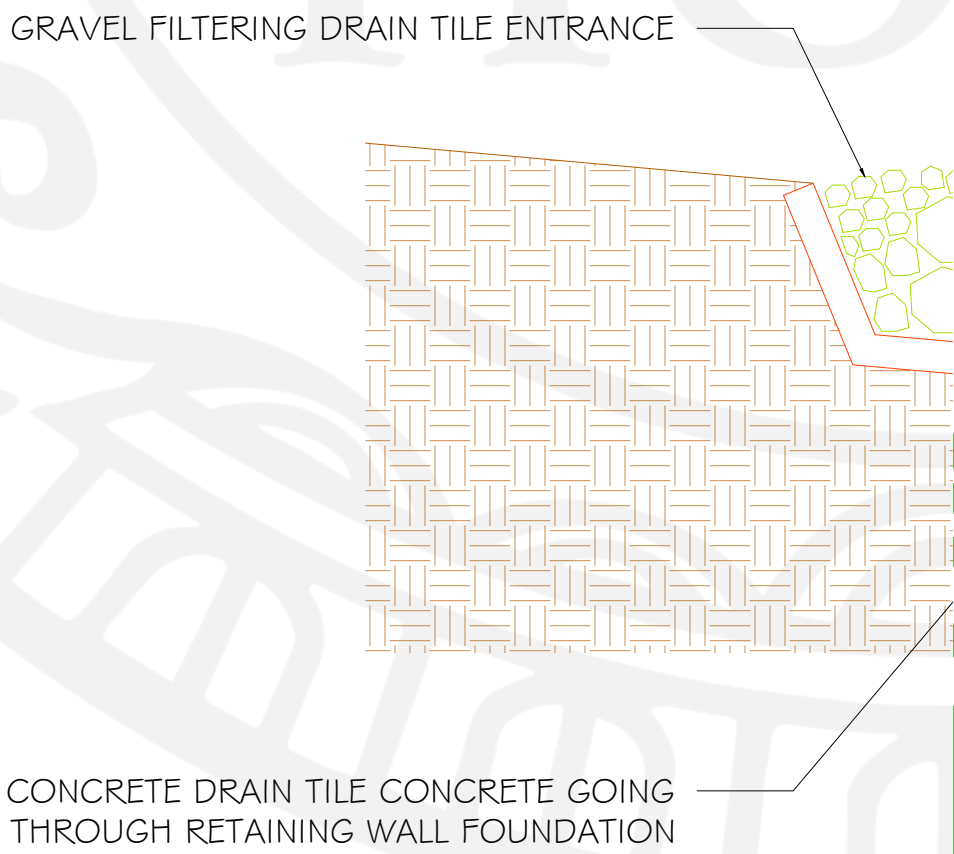 GRAVEL FILTERING DRAIN TILE ENTRANCE
CONCRETE DRAIN TILE CONCRETE GOING
THROUGH RETAINING WALL FOUNDATION